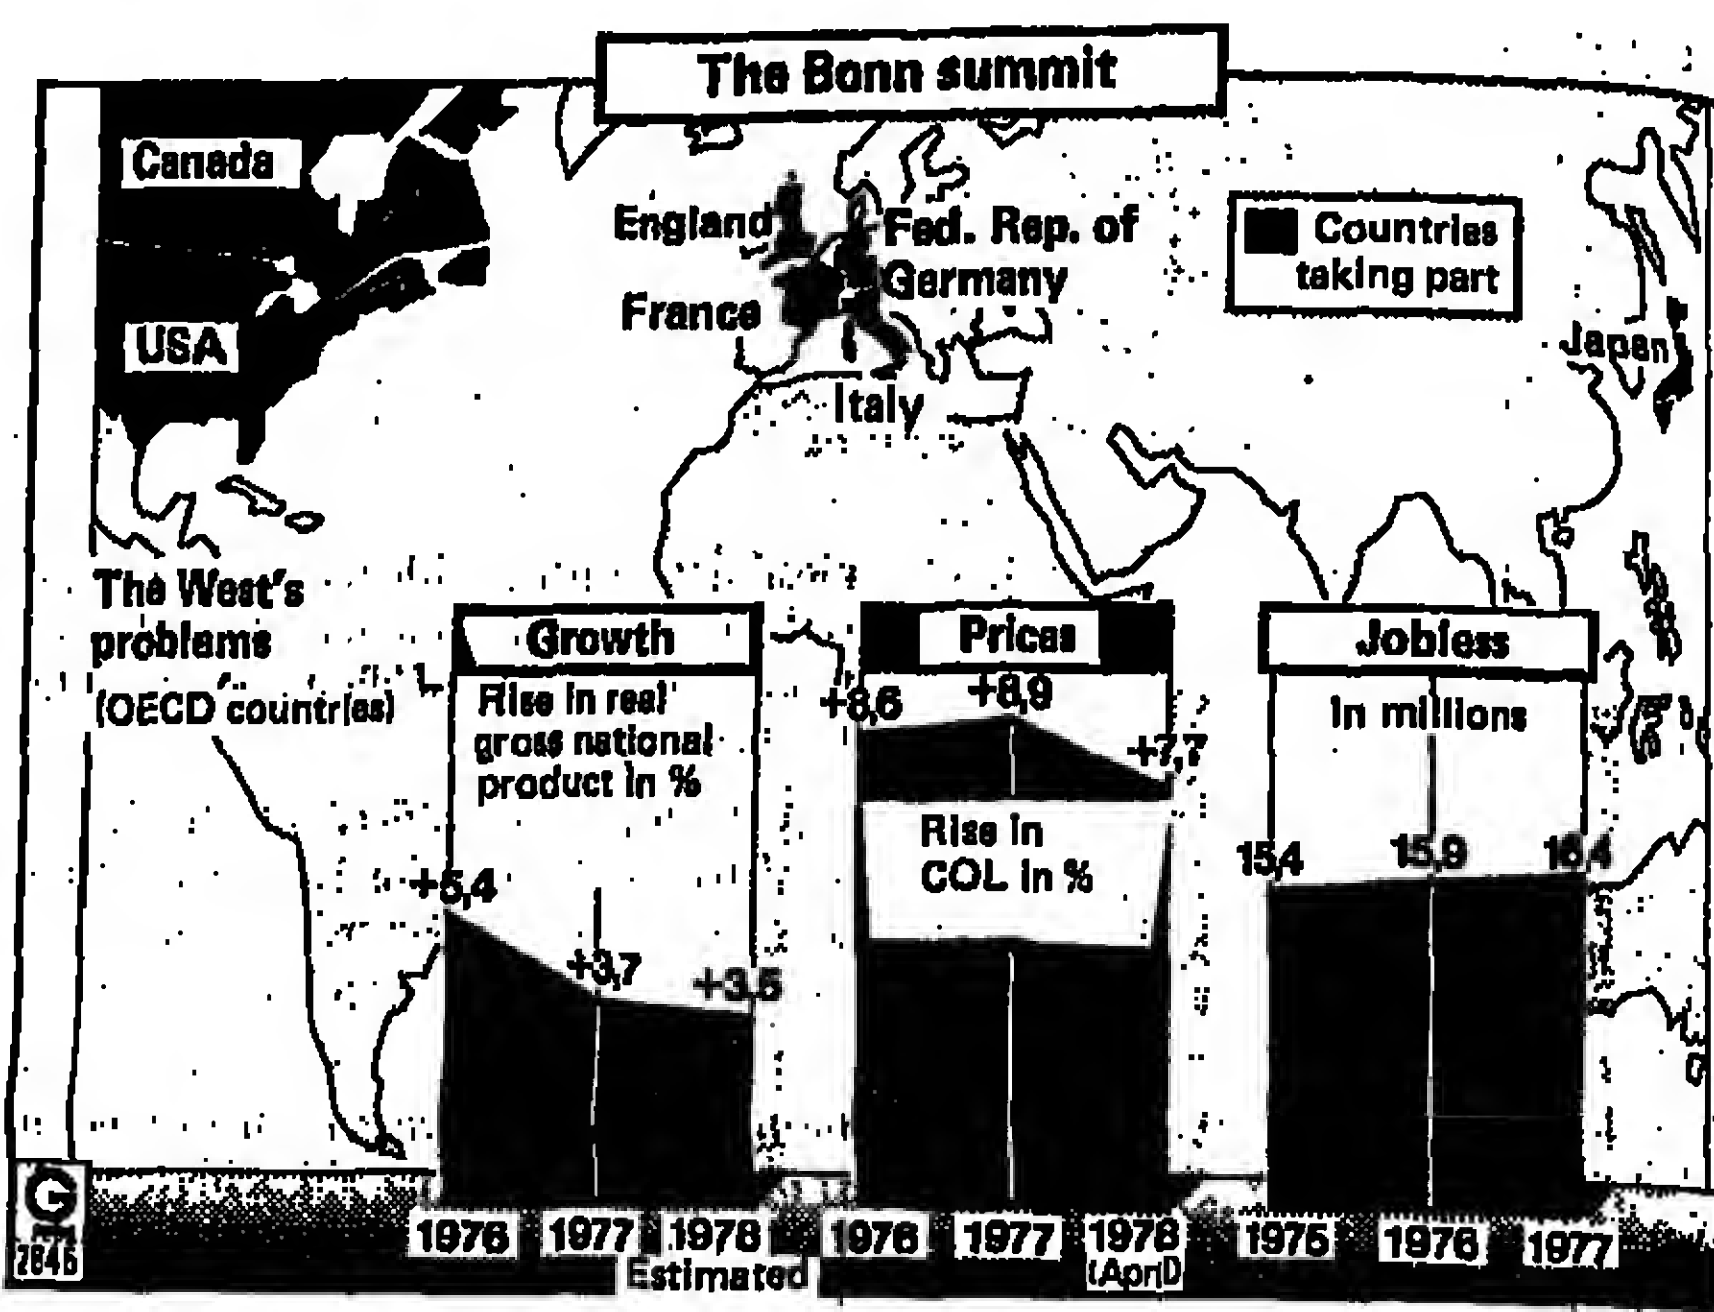 The Bonn summit
Canada
USA
England
France
Fed. Rep. of
Germany
Italy
Countries
taking part
Japan
The West's
problems
(OECD countries)
Growth
Rise in real
gross national
product in %
+5,4
+3,7
+3,5
1976 1977 1978
Estimated
Prices
+8,6
+8,9
+7,7
Rise in
COL in %
1976 1977 1978
(April)
Jobless
in millions
15,4
15,9
16,4
1975 1976 1977
G